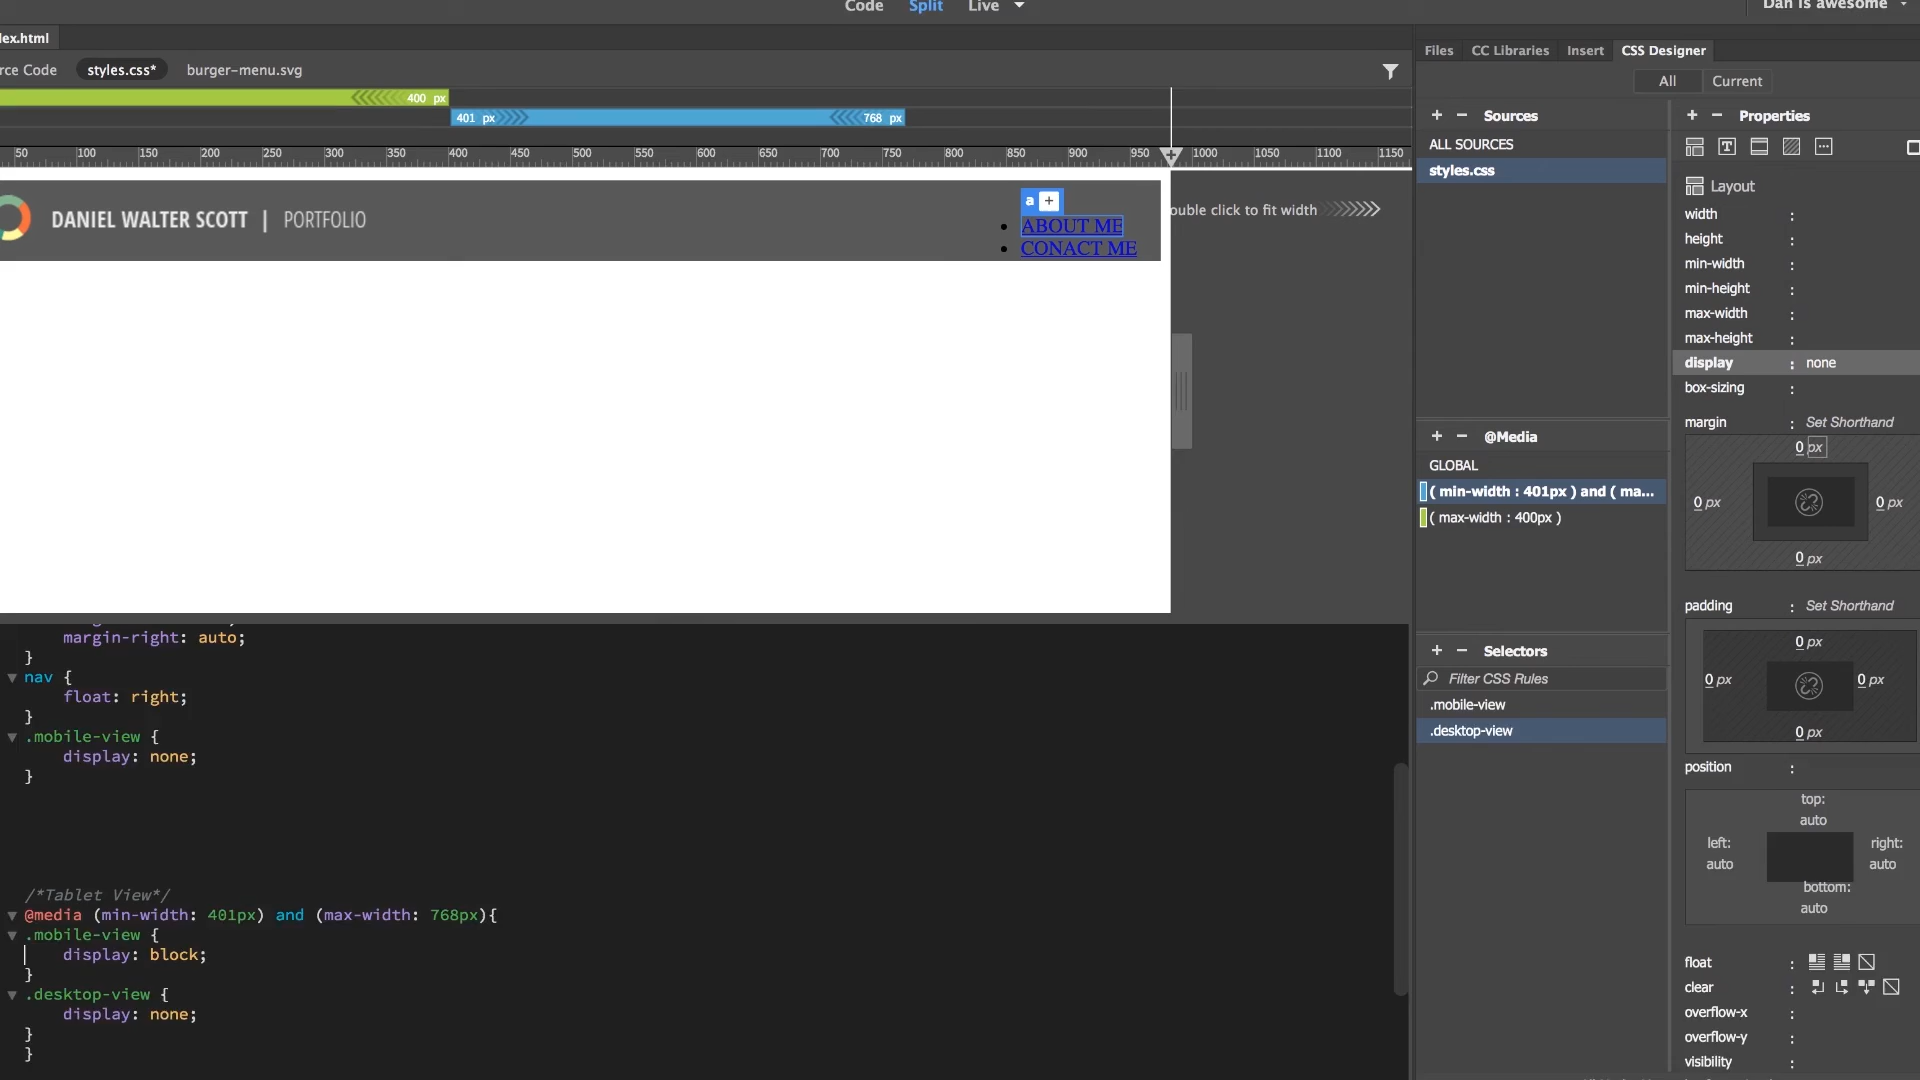 Code Split Live
Dan is awesome
lex.html
Files CC Libraries Insert CSS Designer
rce Code styles.css* burger-menu.svg
All Current
400 px
401 px 768 px
+ − Sources
+ − Properties
50 100 150 200 250 300 350 400 450 500 550 600 650 700 750 800 850 900 950 1000 1050 1100 1150
ALL SOURCES
styles.css
DANIEL WALTER SCOTT | PORTFOLIO
a +
• ABOUT ME
• CONACT ME
ouble click to fit width
Layout
width :
height :
min-width :
min-height :
max-width :
max-height :
display : none
box-sizing :
margin : Set Shorthand
0 px
0 px 0 px
0 px
+ − @Media
GLOBAL
( min-width : 401px ) and ( ma...
( max-width : 400px )
padding : Set Shorthand
0 px
0 px 0 px
0 px
+ − Selectors
Filter CSS Rules
.mobile-view
.desktop-view
position :
top:
auto
left: right:
auto auto
bottom:
auto
float :
clear :
overflow-x :
overflow-y :
visibility :
margin-right: auto;
}
nav {
float: right;
}
.mobile-view {
display: none;
}
/*Tablet View*/
@media (min-width: 401px) and (max-width: 768px){
.mobile-view {
display: block;
}
.desktop-view {
display: none;
}
}